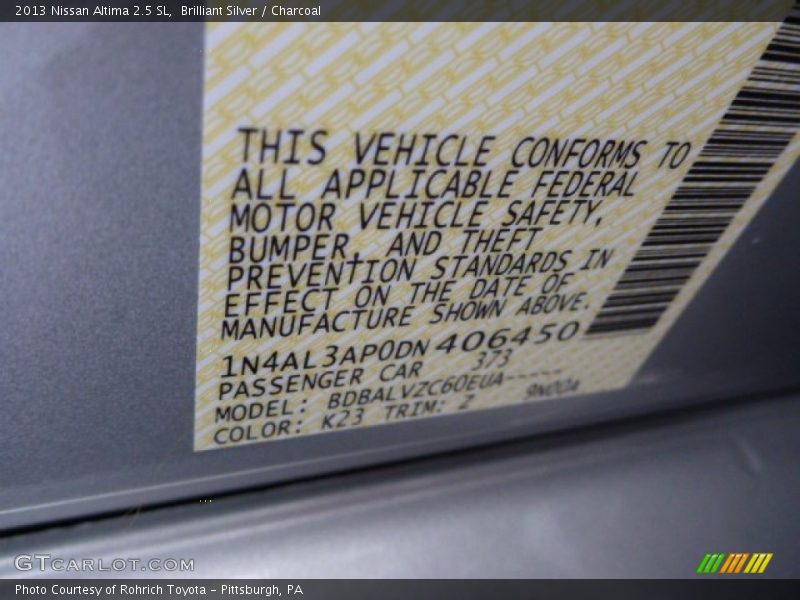 2013 Nissan Altima 2.5 SL, Brilliant Silver / Charcoal
THIS VEHICLE CONFORMS TO
ALL APPLICABLE FEDERAL
MOTOR VEHICLE SAFETY,
BUMPER, AND THEFT
PREVENTION STANDARDS IN
EFFECT ON THE DATE OF
MANUFACTURE SHOWN ABOVE.
1N4AL3AP0DN406450
PASSENGER CAR 373
MODEL: BDBALVZC60EUA-----
COLOR: K23 TRIM: Z 9N00A
GTCARLOT.COM
Photo Courtesy of Rohrich Toyota - Pittsburgh, PA